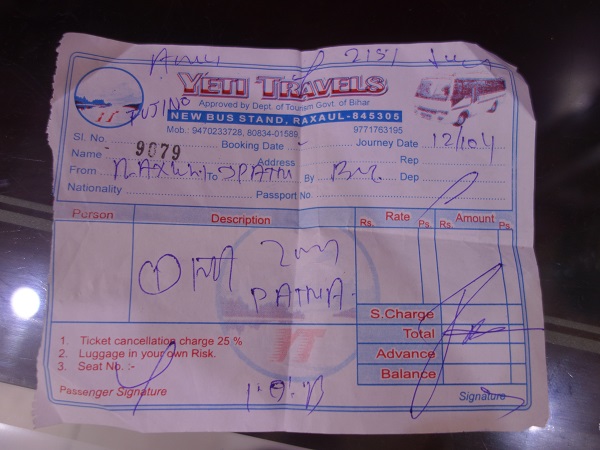 2151
YETI TRAVELS
Approved by Dept. of Tourism Govt. of Bihar
NEW BUS STAND, RAXAUL-845305
Mob.: 9470233728, 80834-01589 9771763195
Sl. No. 9079 Booking Date Journey Date 12/04
Name Address Rep
From To By Dep
Nationality Passport No.
Person Description Rate Amount
Rs. Ps. Rs. Ps.
PATNA
S.Charge
Total
Advance
Balance
1. Ticket cancellation charge 25 %
2. Luggage in your own Risk.
3. Seat No. :-
Passenger Signature Signature
YT